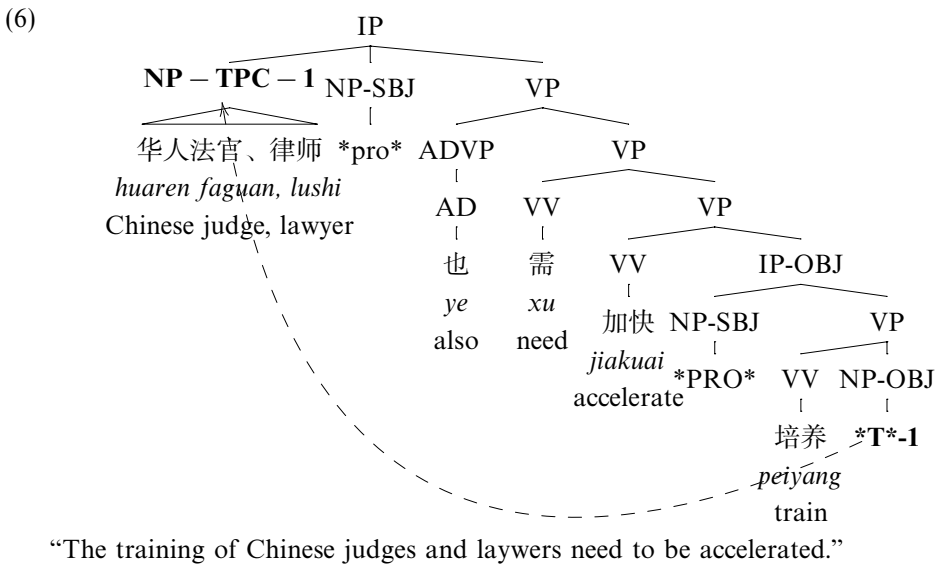 (6)
IP
NP – TPC – 1 NP-SBJ VP
华人法官、律师 *pro* ADVP VP
huaren faguan, lushi
Chinese judge, lawyer
AD VV VP
也 需 VV IP-OBJ
ye xu 加快 NP-SBJ VP
also need jiakuai *PRO* VV NP-OBJ
accelerate
培养 *T*-1
peiyang
train
“The training of Chinese judges and laywers need to be accelerated.”